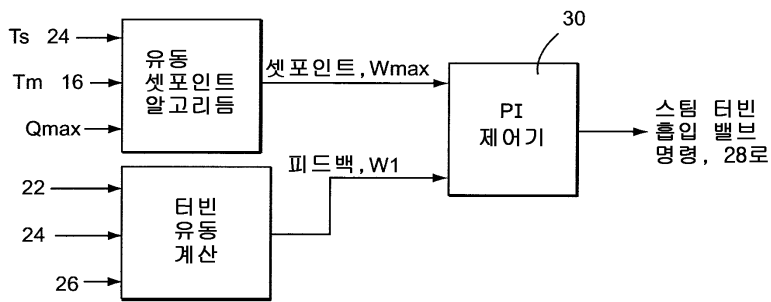 30
Ts 24
Tm 16
Qmax
유동
셋포인트
알고리듬
셋포인트, Wmax
PI
제어기
스팀 터빈
흡입 밸브
명령, 28로
피드백, W1
22
24
26
터빈
유동
계산